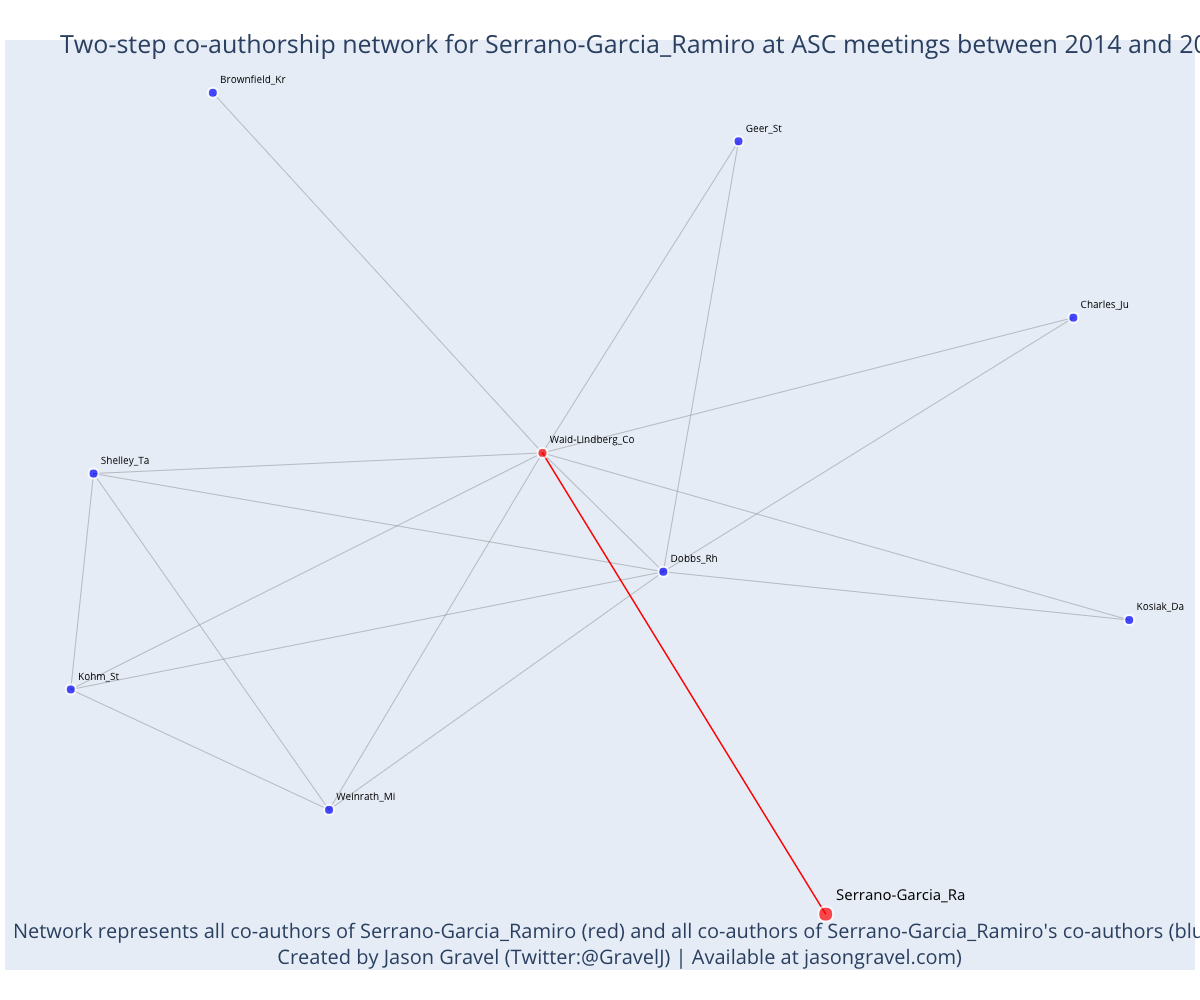 Two-step co-authorship network for Serrano-Garcia_Ramiro at ASC meetings between 2014 and 20
Brownfield_Kr
Geer_St
Charles_Ju
Waid-Lindberg_Co
Shelley_Ta
Dobbs_Rh
Kosiak_Da
Kohm_St
Weinrath_Mi
Serrano-Garcia_Ra
Network represents all co-authors of Serrano-Garcia_Ramiro (red) and all co-authors of Serrano-Garcia_Ramiro's co-authors (blu
Created by Jason Gravel (Twitter:@GravelJ) | Available at jasongravel.com)